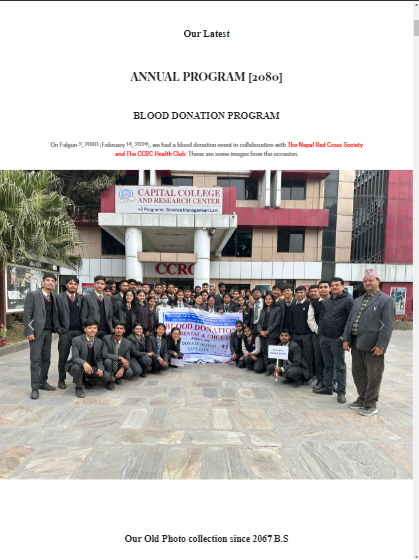 Our Latest
ANNUAL PROGRAM [2080]
BLOOD DONATION PROGRAM
On Falgun 2, 2080 (February 14, 2024), we had a blood donation event in collaboration with The Nepal Red Cross Society
and The CCRC Health Club. These are some images from the occasion.
CAPITAL COLLEGE
AND RESEARCH CENTER
+2 Programs: Science Management Law
CCRC
BLOOD DONATION
DONATE BLOOD
Our Old Photo collection since 2067 B.S